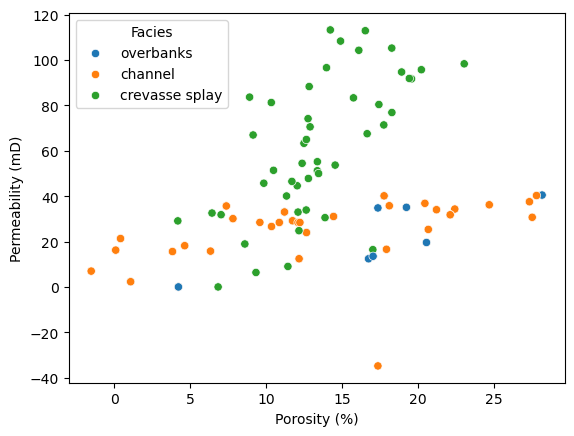 Facies
overbanks
channel
crevasse splay
120
100
80
60
40
20
0
−20
−40
Permeability (mD)
0 5 10 15 20 25
Porosity (%)